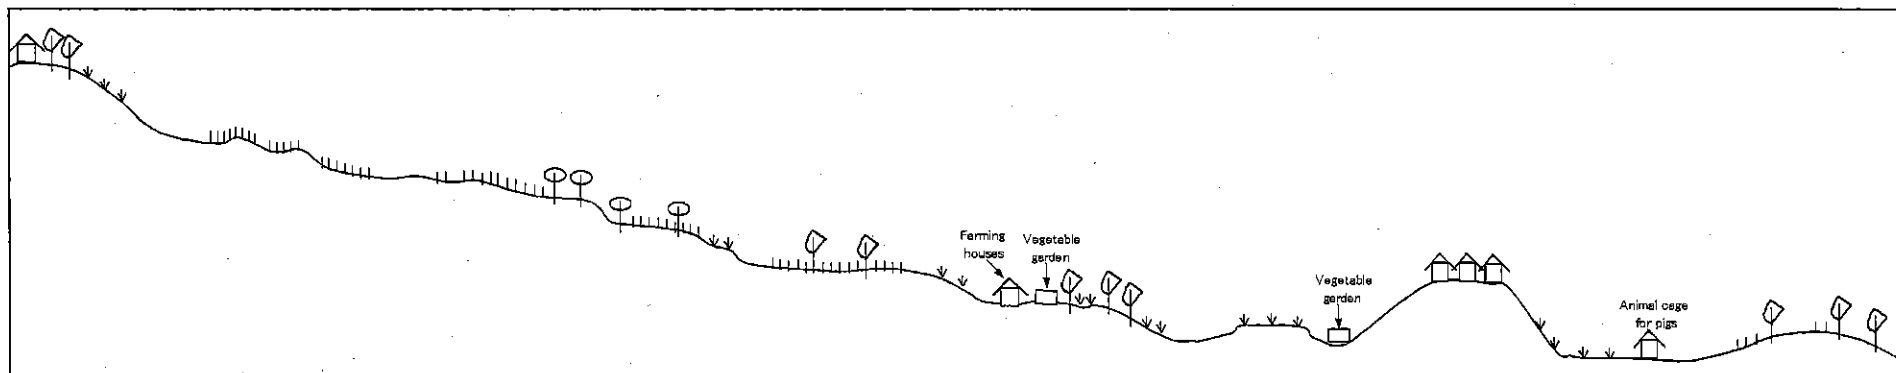 Farming
houses
Vegetable
garden
Vegetable
garden
Animal cage
for pigs